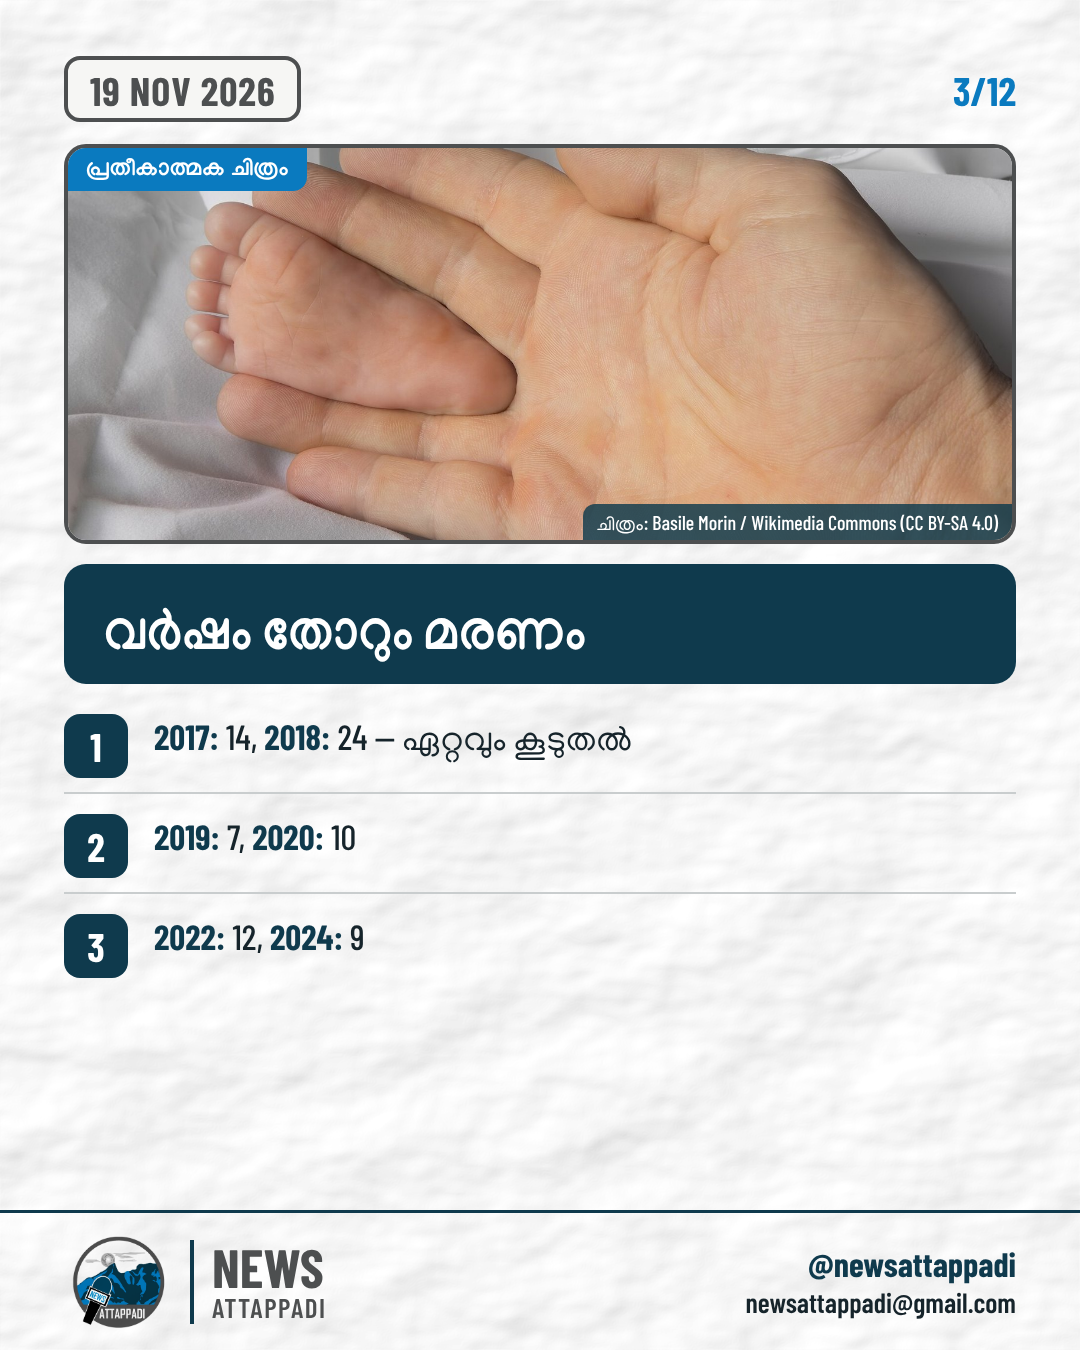 19 NOV 2026
3/12
പ്രതീകാത്മക ചിത്രം
ചിത്രം: Basile Morin / Wikimedia Commons (CC BY-SA 4.0)
വർഷം തോറും മരണം
1
2017: 14, 2018: 24 – ഏറ്റവും കൂടുതൽ
2
2019: 7, 2020: 10
3
2022: 12, 2024: 9
NEWS
ATTAPPADI
NEWS
ATTAPPADI
@newsattappadi
newsattappadi@gmail.com